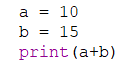 a = 10
b = 15
print(a+b)